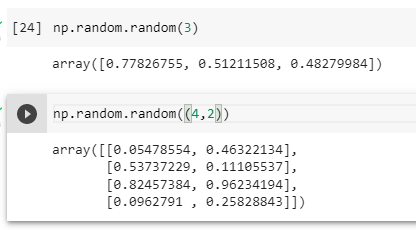 [24] np.random.random(3)
array([0.77826755, 0.51211508, 0.48279984])
np.random.random((4,2))
array([[0.05478554, 0.46322134],
       [0.53737229, 0.11105537],
       [0.82457384, 0.96234194],
       [0.0962791 , 0.25828843]])